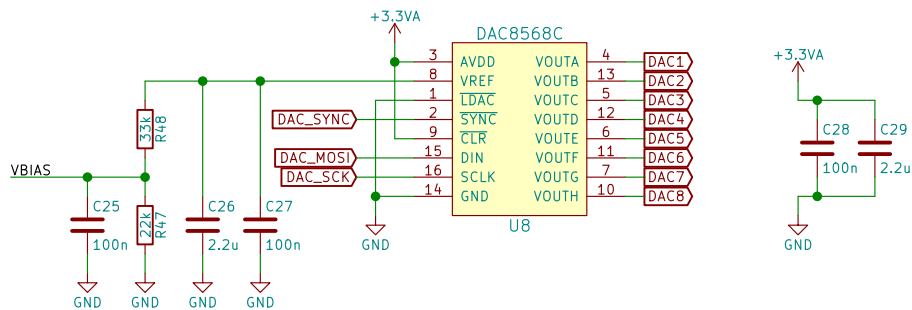 +3.3VA
DAC8568C
3 AVDD VOUTA 4 DAC1
+3.3VA
8 VREF VOUTB 13 DAC2
1 LDAC VOUTC 5 DAC3
DAC_SYNC 2 SYNC VOUTD 12 DAC4
33k R48
9 CLR VOUTE 6 DAC5
C28 100n
C29 2.2u
DAC_MOSI 15 DIN VOUTF 11 DAC6
VBIAS
DAC_SCK 16 SCLK VOUTG 7 DAC7
14 GND VOUTH 10 DAC8
C25 100n
22k R47
C26 2.2u
C27 100n
U8
GND
GND
GND
GND
GND
GND